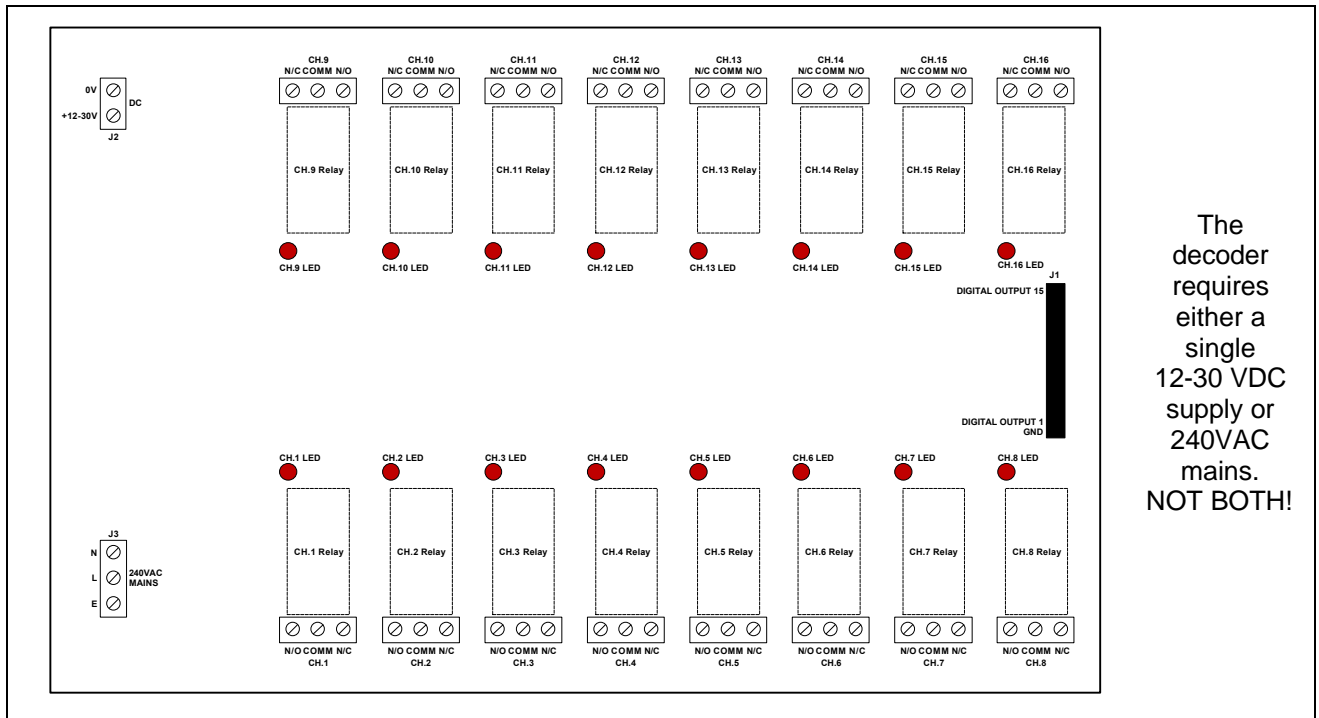 CH.9 CH.10 CH.11 CH.12 CH.13 CH.14 CH.15 CH.16
N/C COMM N/O N/C COMM N/O N/C COMM N/O N/C COMM N/O N/C COMM N/O N/C COMM N/O N/C COMM N/O N/C COMM N/O
0V
DC
+12-30V
J2
CH.9 Relay CH.10 Relay CH.11 Relay CH.12 Relay CH.13 Relay CH.14 Relay CH.15 Relay CH.16 Relay
CH.9 LED CH.10 LED CH.11 LED CH.12 LED CH.13 LED CH.14 LED CH.15 LED CH.16 LED
J1
DIGITAL OUTPUT 15
DIGITAL OUTPUT 1
GND
CH.1 LED CH.2 LED CH.3 LED CH.4 LED CH.5 LED CH.6 LED CH.7 LED CH.8 LED
J3
N
L
E
240VAC
MAINS
CH.1 Relay CH.2 Relay CH.3 Relay CH.4 Relay CH.5 Relay CH.6 Relay CH.7 Relay CH.8 Relay
N/O COMM N/C N/O COMM N/C N/O COMM N/C N/O COMM N/C N/O COMM N/C N/O COMM N/C N/O COMM N/C N/O COMM N/C
CH.1 CH.2 CH.3 CH.4 CH.5 CH.6 CH.7 CH.8
The
decoder
requires
either a
single
12-30 VDC
supply or
240VAC
mains.
NOT BOTH!